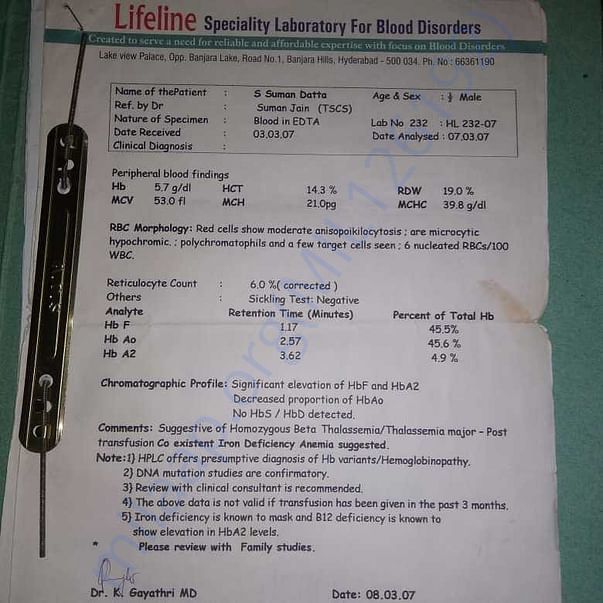 Lifeline Speciality Laboratory For Blood Disorders
Created to serve a need for reliable and affordable expertise with focus on Blood Disorders
Lake view Palace, Opp. Banjara Lake, Road No.1, Banjara Hills, Hyderabad - 500 034. Ph. No : 66361190
Name of thePatient : S Suman Datta Age & Sex : ½ Male
Ref. by Dr : Suman Jain (TSCS)
Nature of Specimen : Blood in EDTA Lab No 232 : HL 232-07
Date Received : 03.03.07 Date Analysed : 07.03.07
Clinical Diagnosis :
Peripheral blood findings
Hb 5.7 g/dl HCT 14.3 % RDW 19.0 %
MCV 53.0 fl MCH 21.0pg MCHC 39.8 g/dl
RBC Morphology: Red cells show moderate anisopoikilocytosis ; are microcytic
hypochromic. ; polychromatophils and a few target cells seen ; 6 nucleated RBCs/100
WBC.
Reticulocyte Count : 6.0 %( corrected )
Others : Sickling Test: Negative
Analyte Retention Time (Minutes) Percent of Total Hb
Hb F 1.17 45.5%
Hb Ao 2.57 45.6 %
Hb A2 3.62 4.9 %
Chromatographic Profile: Significant elevation of HbF and HbA2
Decreased proportion of HbAo
No HbS / HbD detected.
Comments: Suggestive of Homozygous Beta Thalassemia/Thalassemia major - Post
transfusion Co existent Iron Deficiency Anemia suggested.
Note:1) HPLC offers presumptive diagnosis of Hb variants/Hemoglobinopathy.
2) DNA mutation studies are confirmatory.
3) Review with clinical consultant is recommended.
4) The above data is not valid if transfusion has been given in the past 3 months.
5) Iron deficiency is known to mask and B12 deficiency is known to
show elevation in HbA2 levels.
* Please review with Family studies.
Dr. K. Gayathri MD Date: 08.03.07